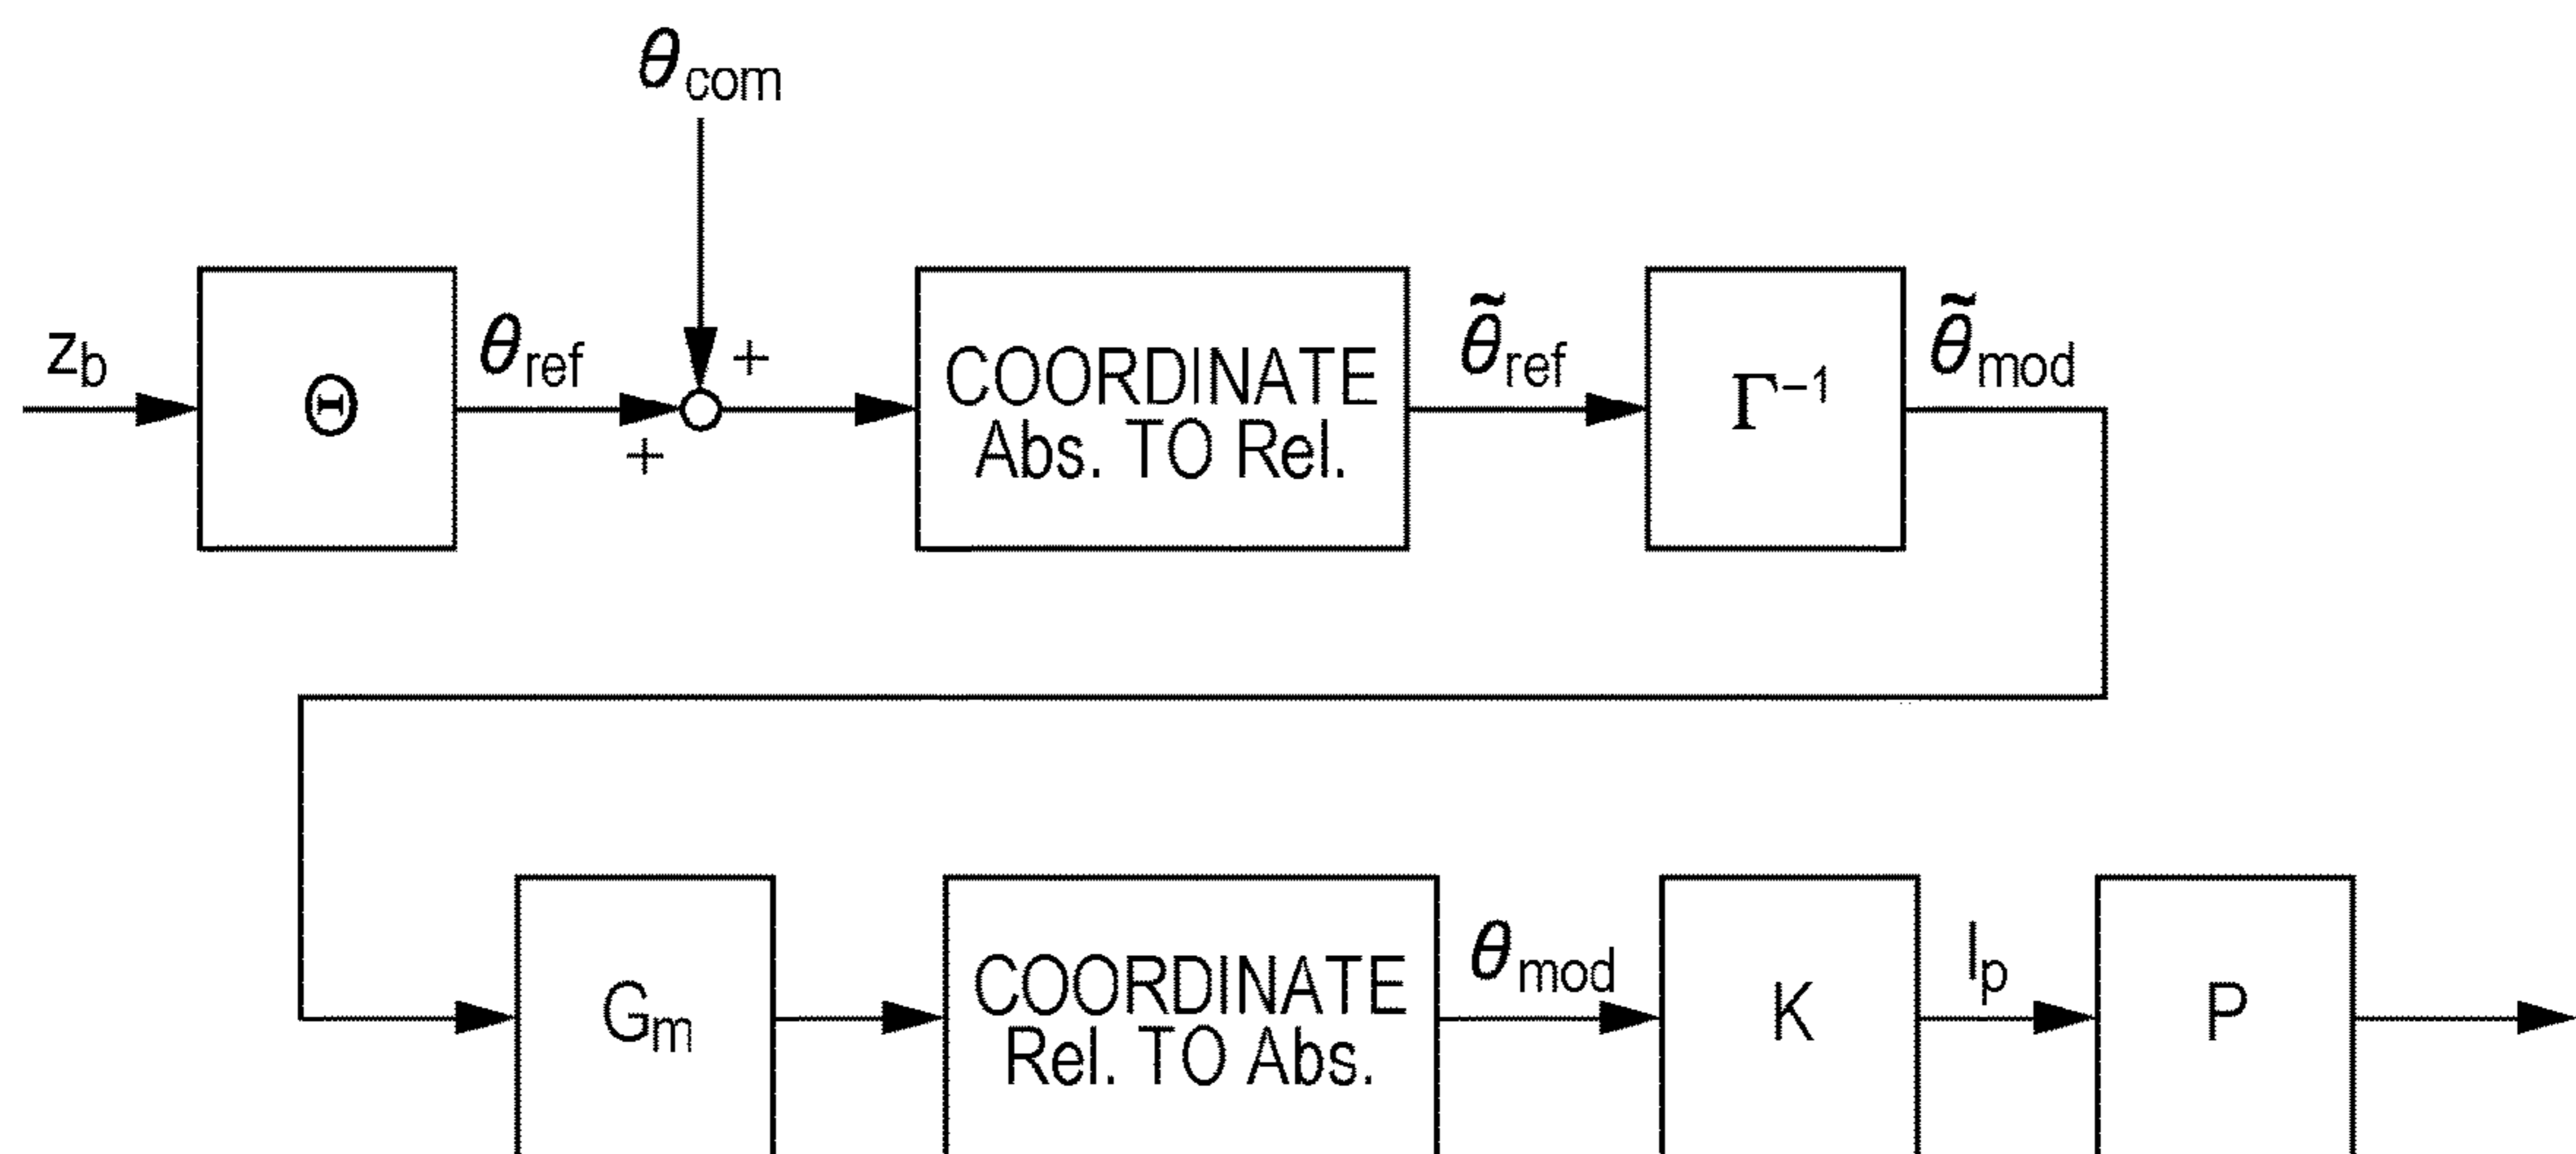 θcom
zb
Θ
θref
+
+
COORDINATE
Abs. TO Rel.
θ̃ref
Γ−1
θ̃mod
Gm
COORDINATE
Rel. TO Abs.
θmod
K
Ip
P